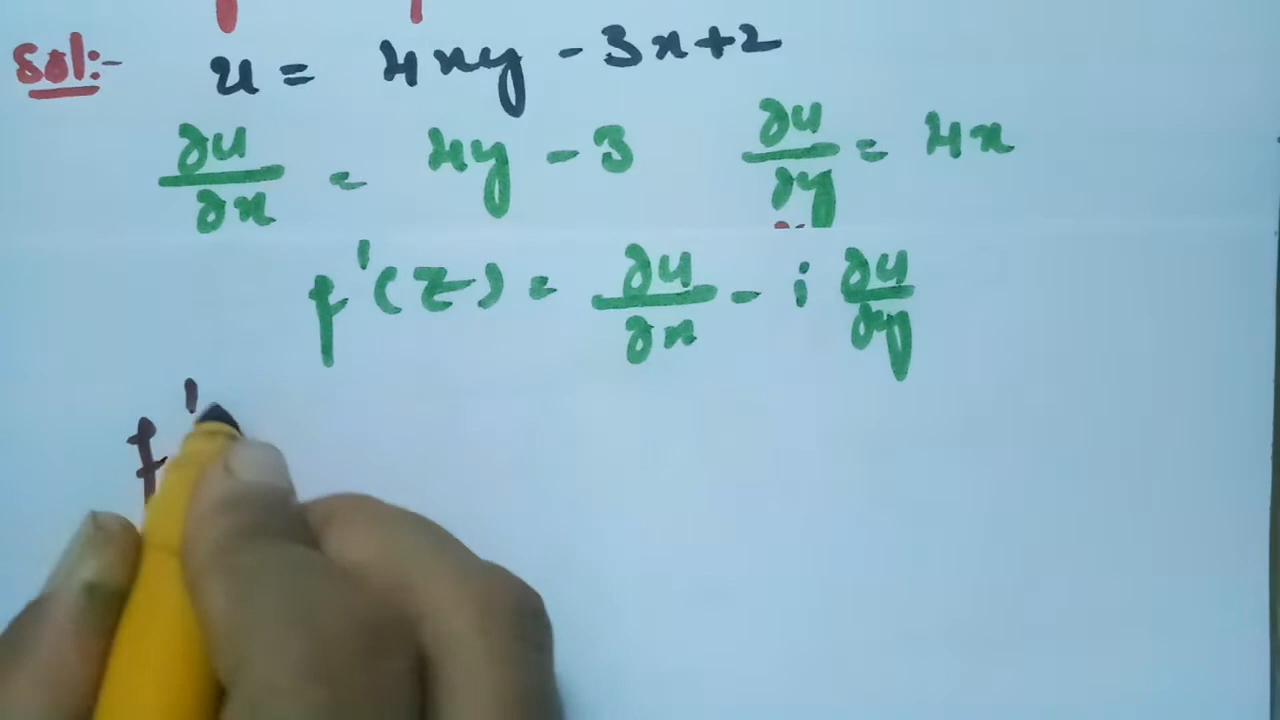 Sol:- u = 4xy - 3x + 2
∂u/∂x = 4y - 3 ∂u/∂y = 4x
f'(z) = ∂u/∂x - i ∂u/∂y
f'